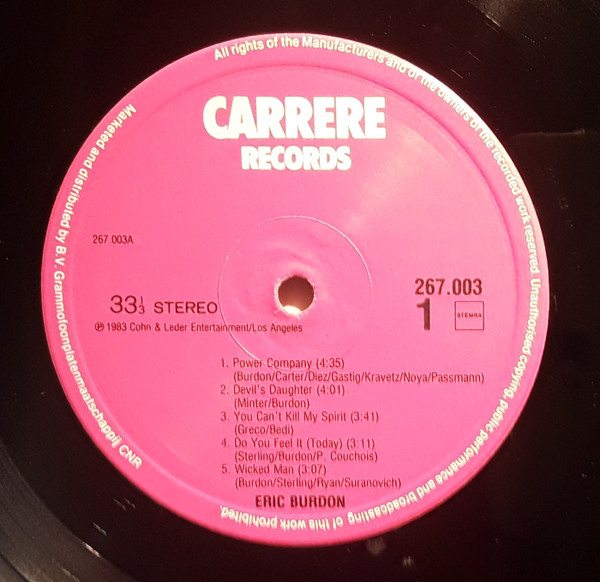 All rights of the Manufacturers and of the owners of the recorded work reserved. Unauthorised copying, public performance and broadcasting of this work prohibited.
CARRERE
RECORDS
Marketed and distributed by B.V. Grammofoonplatenmaatschappij CNR
267.003A
267.003
33⅓ STEREO
1
STEMRA
℗ 1983 Cohn & Leder Entertainment/Los Angeles
1. Power Company (4:35)
(Burdon/Carter/Diez/Gastig/Kravetz/Noya/Passmann)
2. Devil's Daughter (4:01)
(Minter/Burdon)
3. You Can't Kill My Spirit (3:41)
(Greco/Bedi)
4. Do You Feel It (Today) (3:11)
(Sterling/Burdon/P. Couchois)
5. Wicked Man (3:07)
(Burdon/Sterling/Ryan/Suranovich)
ERIC BURDON